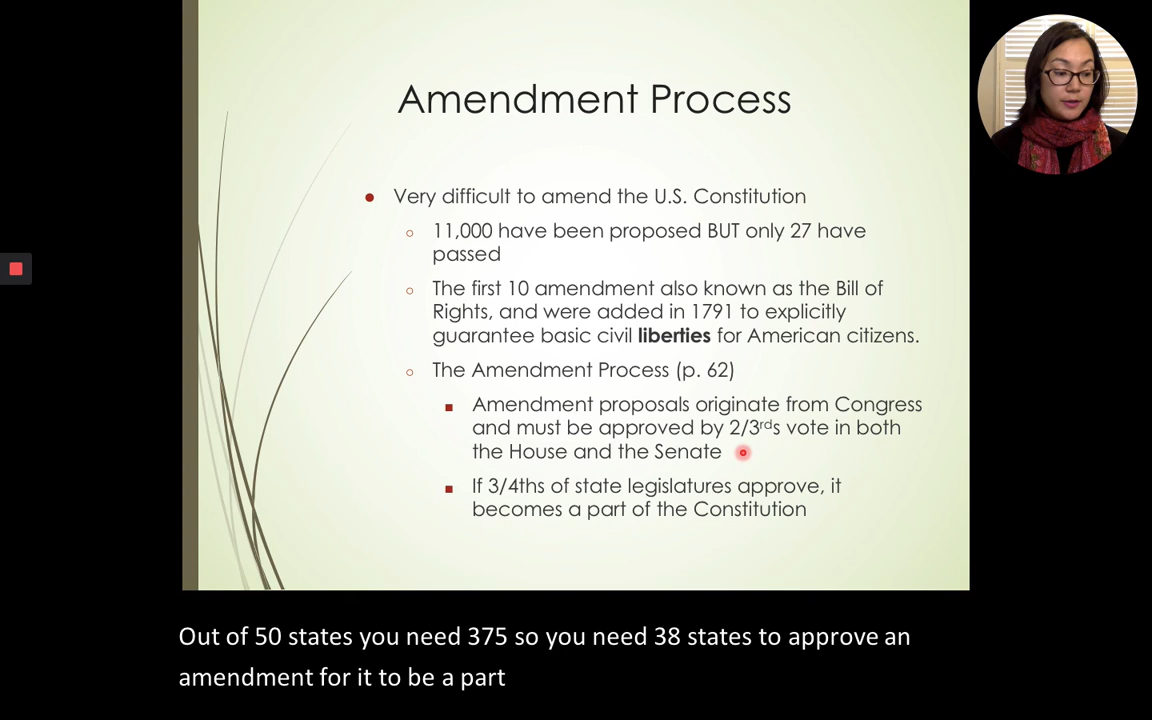 Amendment Process
Very difficult to amend the U.S. Constitution
11,000 have been proposed BUT only 27 have
passed
The first 10 amendment also known as the Bill of
Rights, and were added in 1791 to explicitly
guarantee basic civil liberties for American citizens.
The Amendment Process (p. 62)
Amendment proposals originate from Congress
and must be approved by 2/3rds vote in both
the House and the Senate
If 3/4ths of state legislatures approve, it
becomes a part of the Constitution
Out of 50 states you need 375 so you need 38 states to approve an
amendment for it to be a part